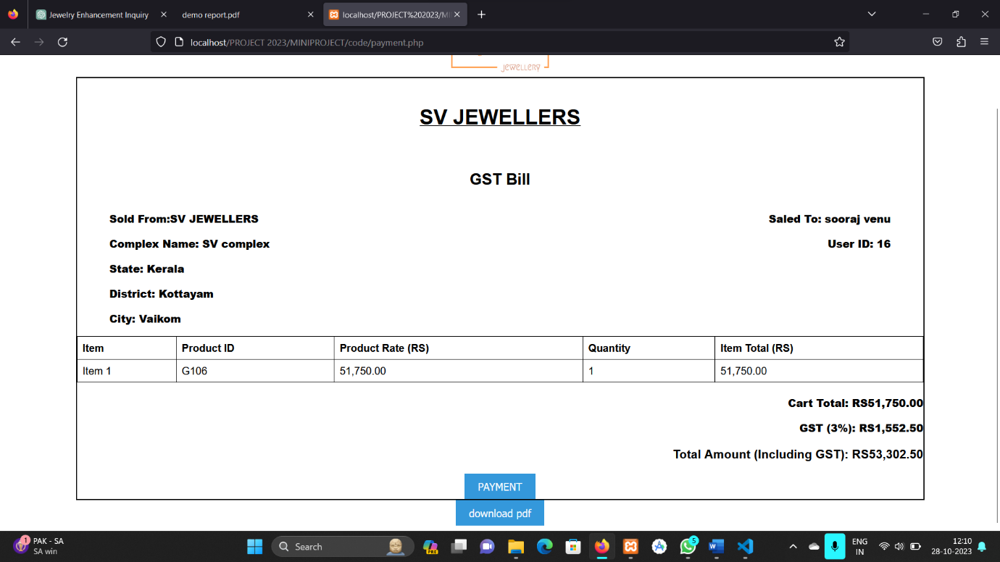 Jewelry Enhancement Inquiry
demo report.pdf
localhost/PROJECT%202023/MI
localhost/PROJECT 2023/MINIPROJECT/code/payment.php
JEWELLERY
SV JEWELLERS
GST Bill
Sold From:SV JEWELLERS
Saled To: sooraj venu
Complex Name: SV complex
User ID: 16
State: Kerala
District: Kottayam
City: Vaikom
Item Product ID Product Rate (RS) Quantity Item Total (RS)
Item 1 G106 51,750.00 1 51,750.00
Cart Total: RS51,750.00
GST (3%): RS1,552.50
Total Amount (Including GST): RS53,302.50
PAYMENT
download pdf
1
PAK - SA
SA win
Search
PRE
5
ENG
IN
12:10
28-10-2023